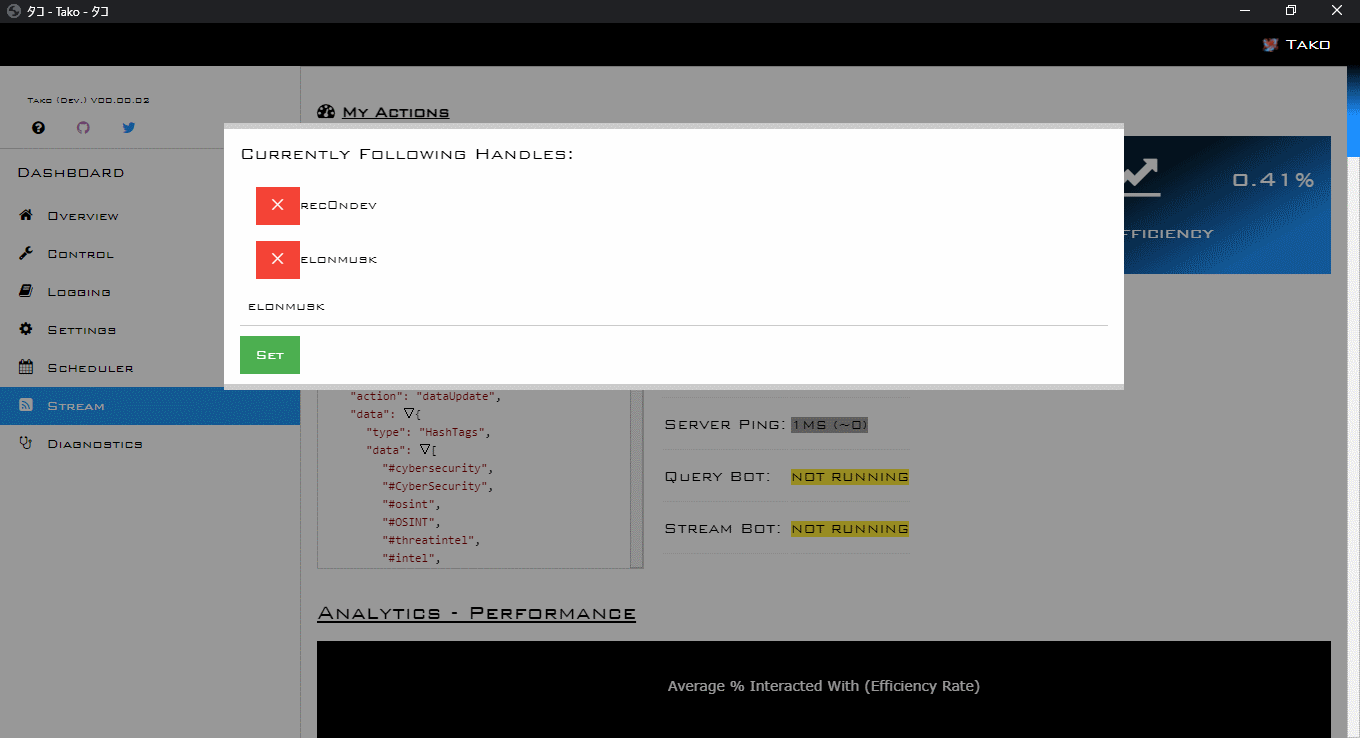 タコ - Tako - タコ
Tako
Tako (Dev.) V00.00.02
My Actions
Currently Following Handles:
rec0ndev
elonmusk
elonmusk
Set
Dashboard
Overview
Control
Logging
Settings
Scheduler
Stream
Diagnostics
0.41%
fficiency
"action": "dataUpdate",
"data": ▽{
"type": "HashTags",
"data": ▽[
"#cybersecurity",
"#CyberSecurity",
"#osint",
"#OSINT",
"#threatintel",
"#intel",
Server Ping: 1ms (~0)
Query Bot: NOT RUNNING
Stream Bot: NOT RUNNING
Analytics - Performance
Average % Interacted With (Efficiency Rate)